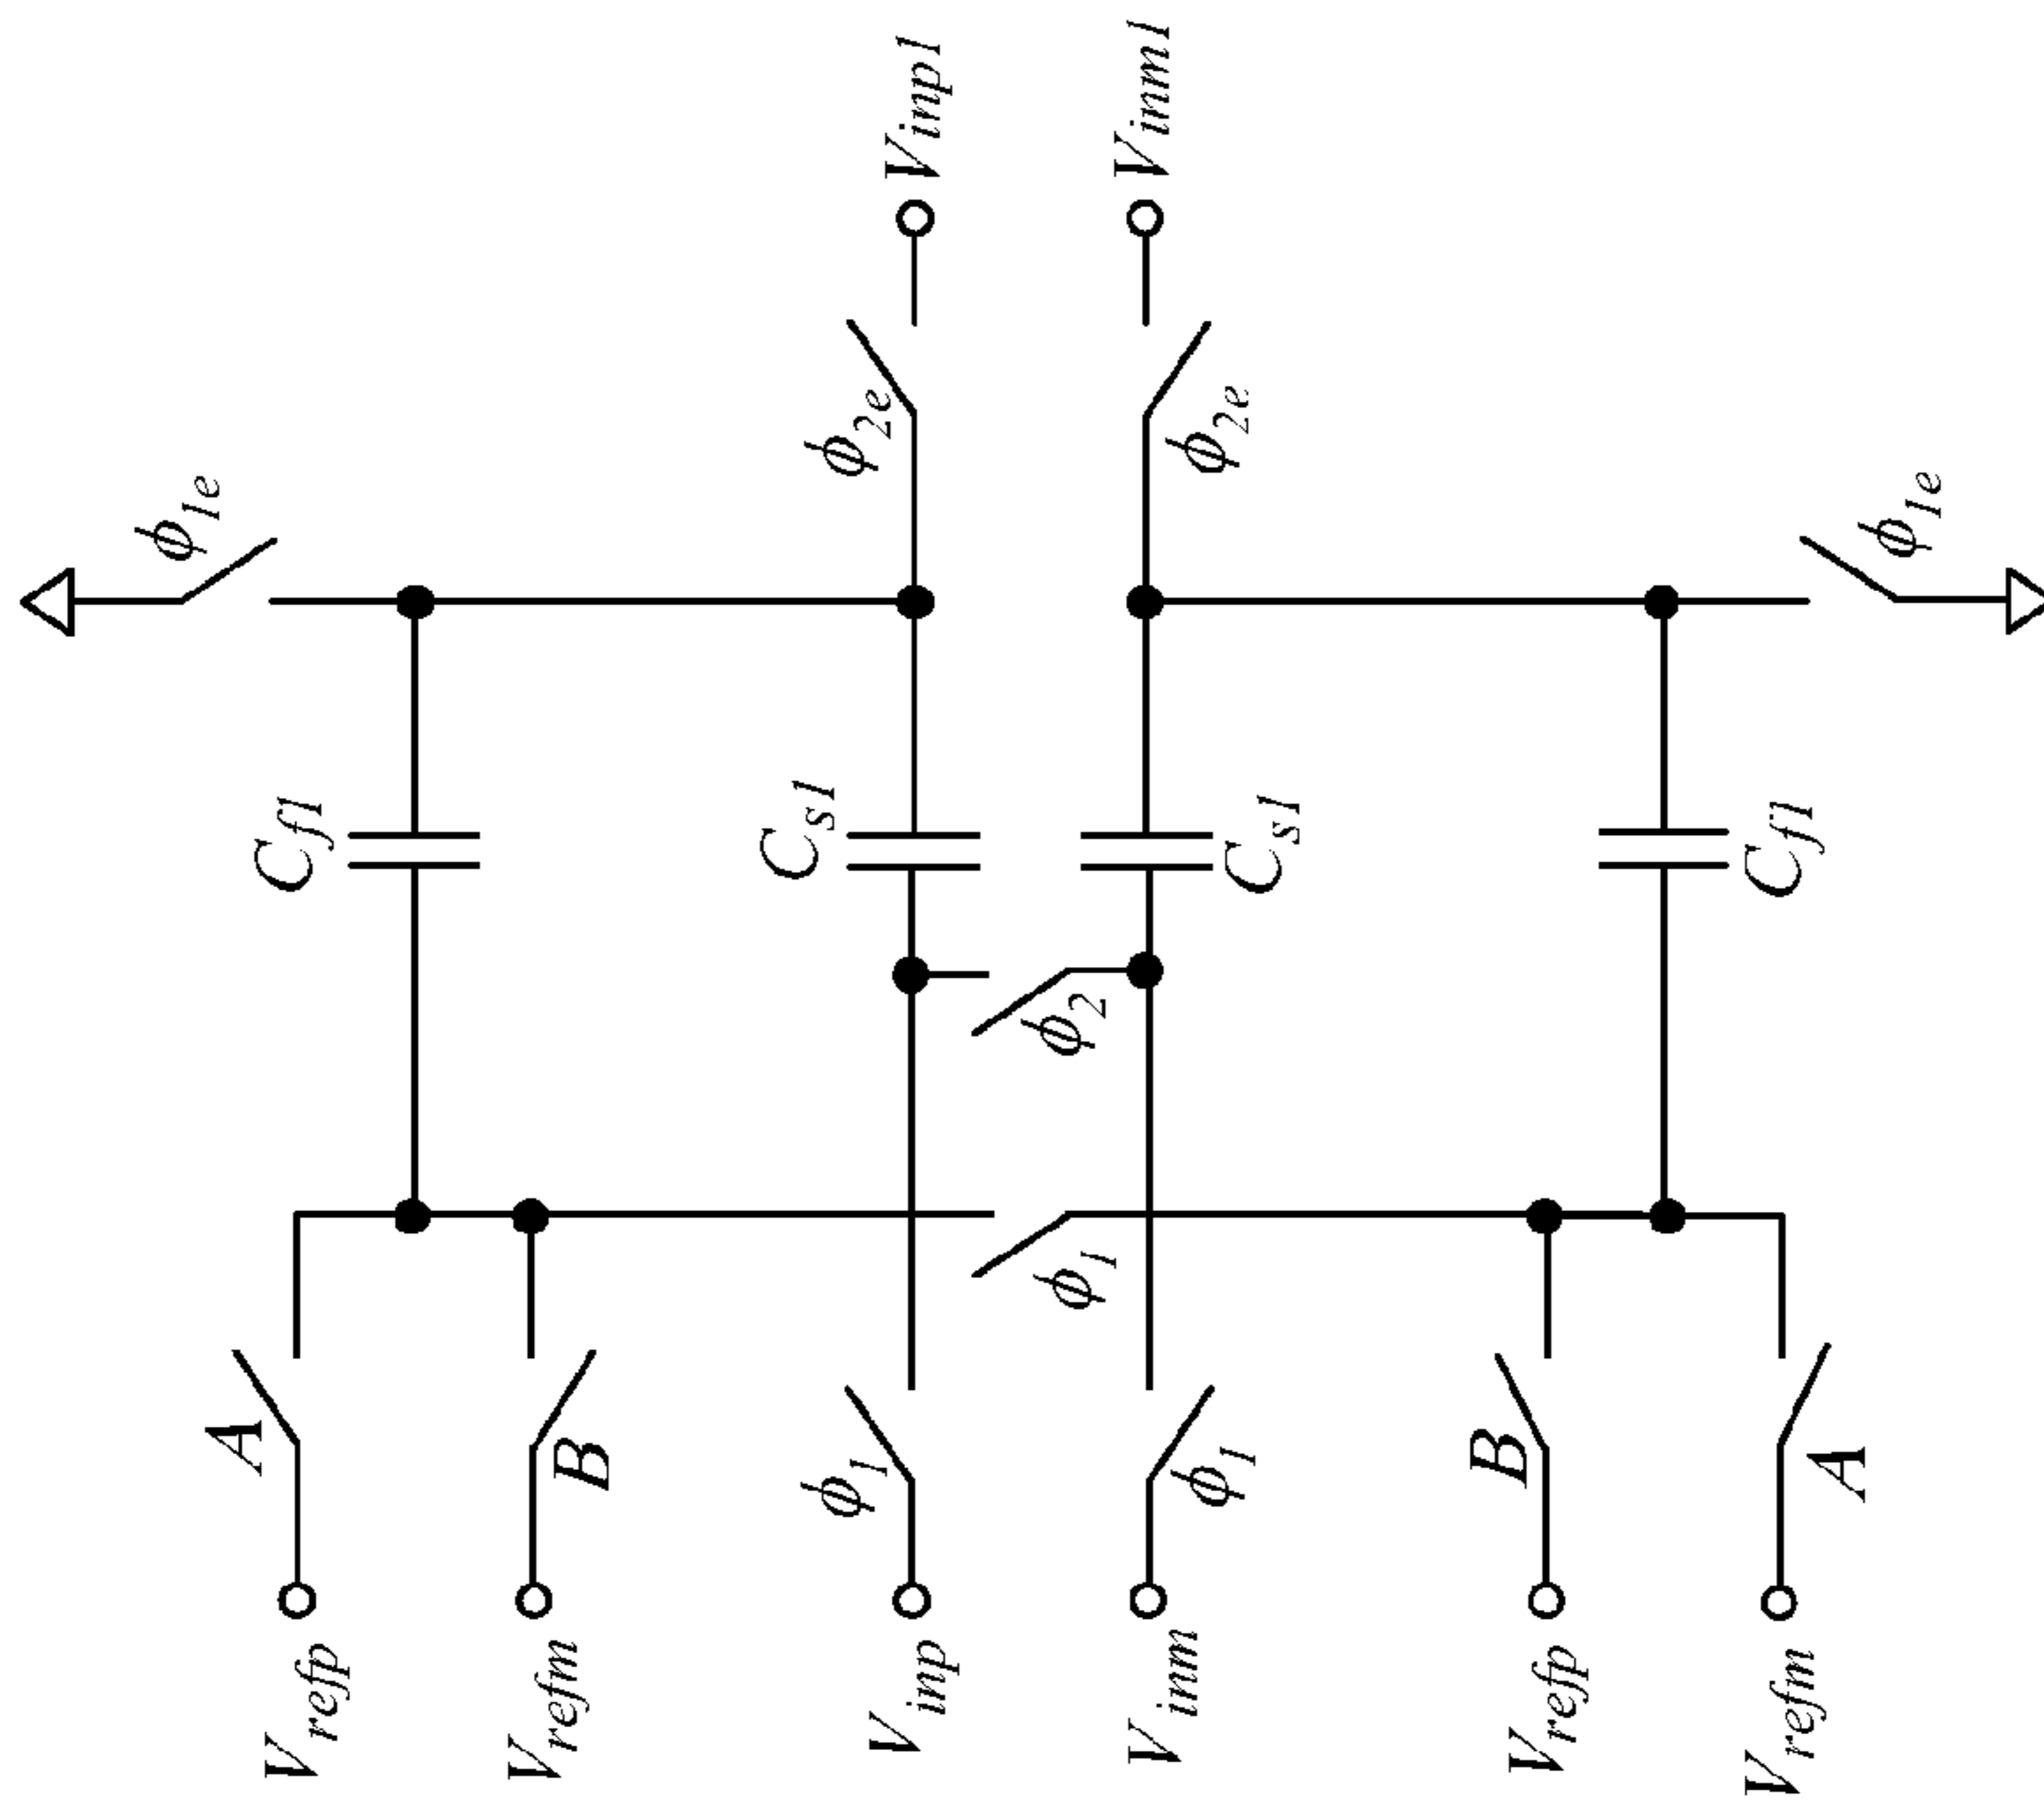 Vinp1
Vinm1
ϕ2e
ϕ2e
ϕ1e
ϕ1e
Cf1
Cs1
Cs1
Cf1
ϕ2
ϕ1
A
B
ϕ1
ϕ1
B
A
Vrefp
Vrefm
Vinp
Vinm
Vrefp
Vrefm